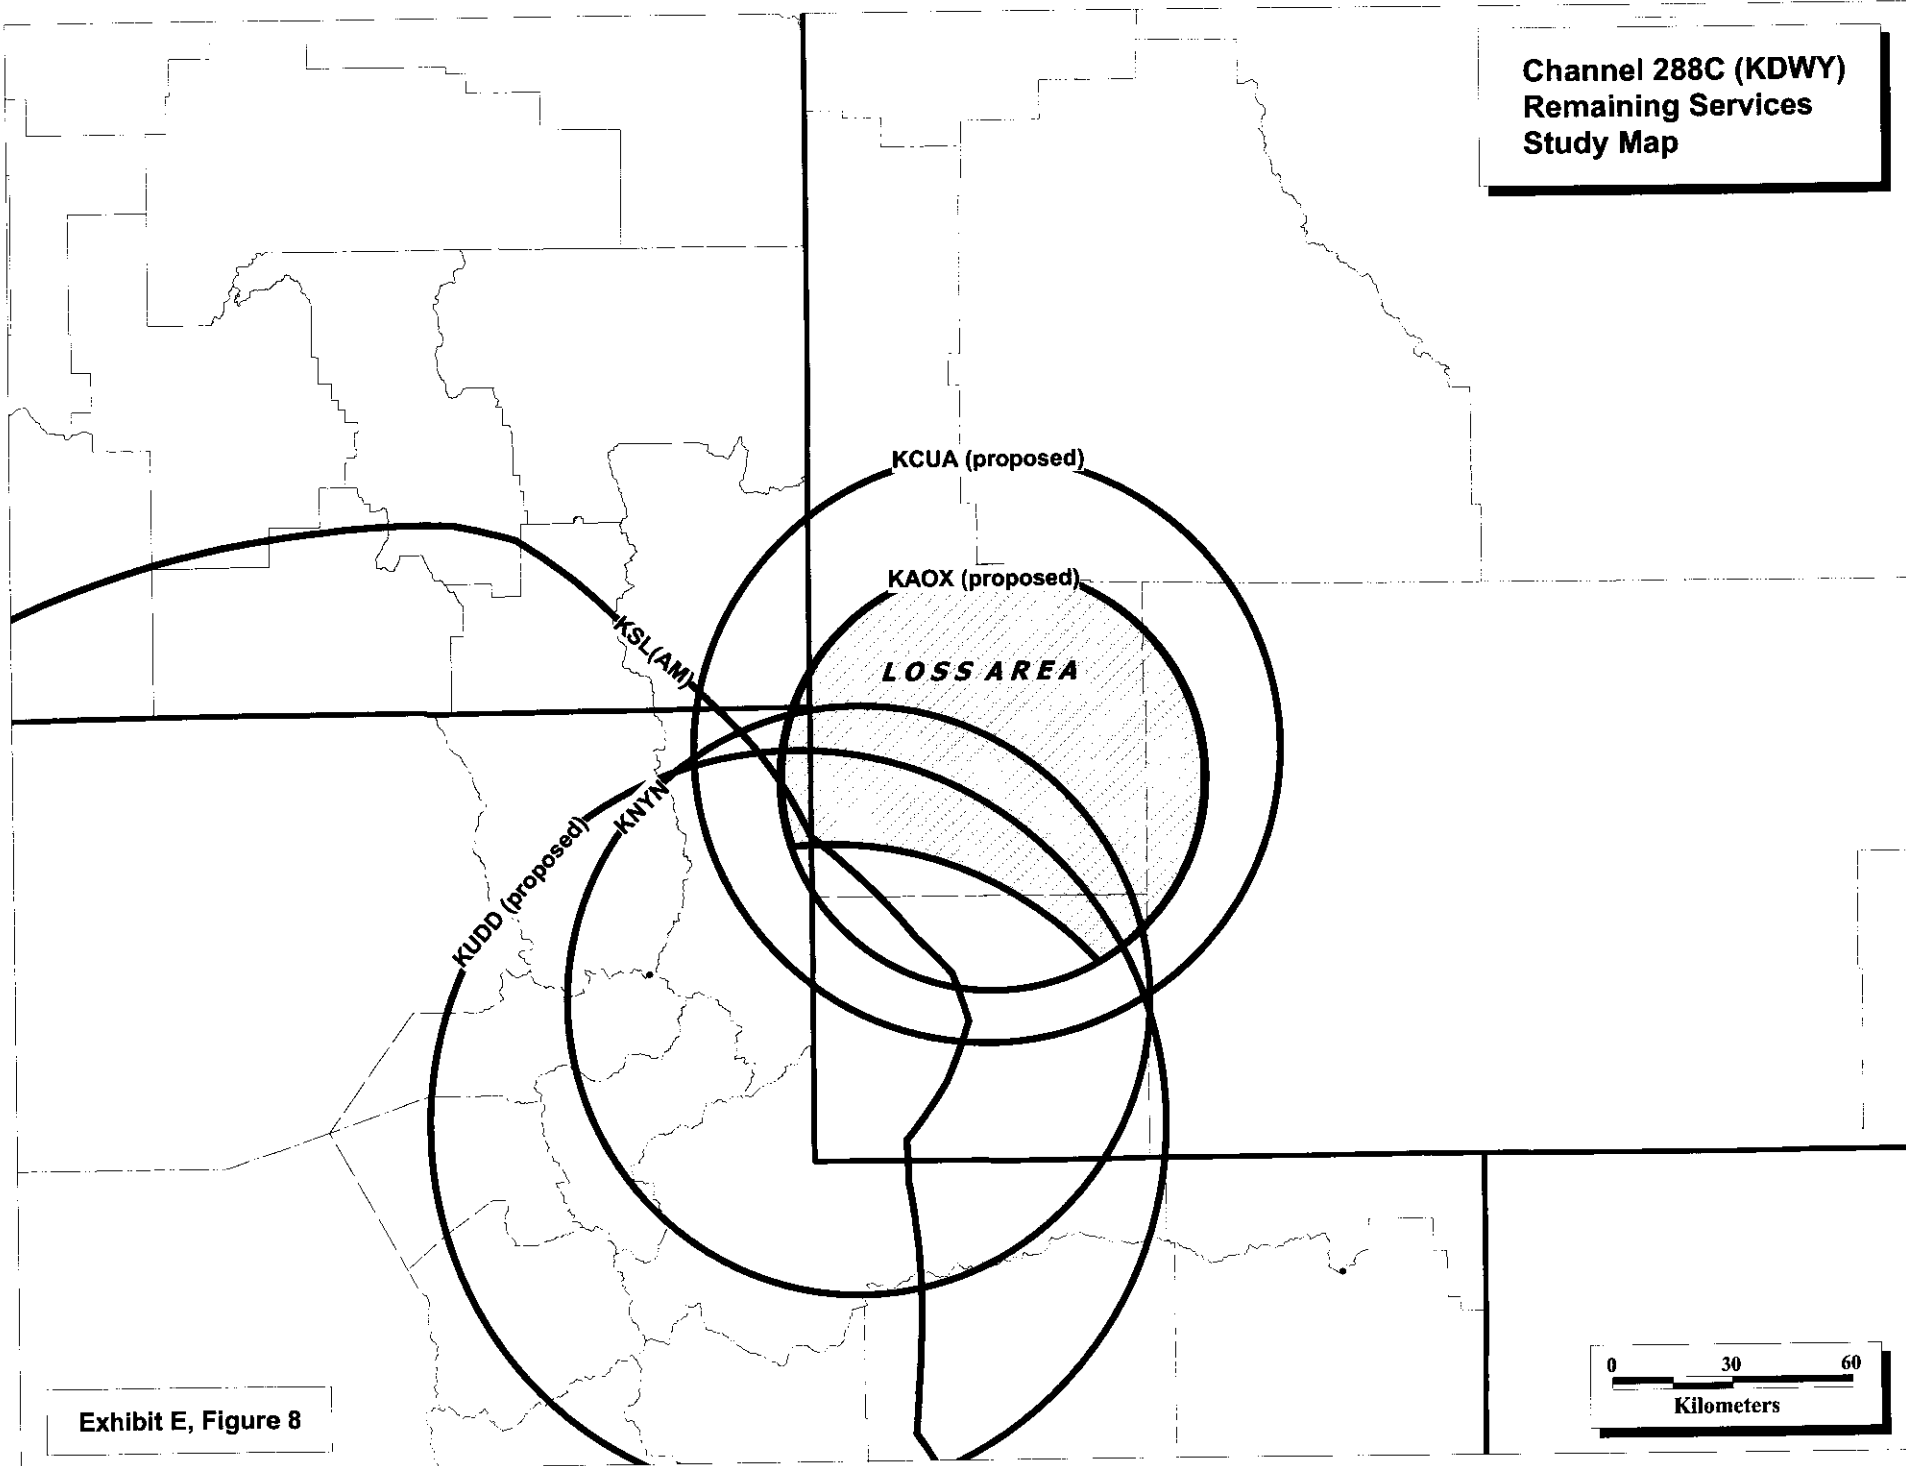 Channel 288C (KDWY)
Remaining Services
Study Map
KCUA (proposed)
KAOX (proposed)
KSL(AM)
LOSS AREA
KNYN
KUDD (proposed)
0 30 60
Kilometers
Exhibit E, Figure 8